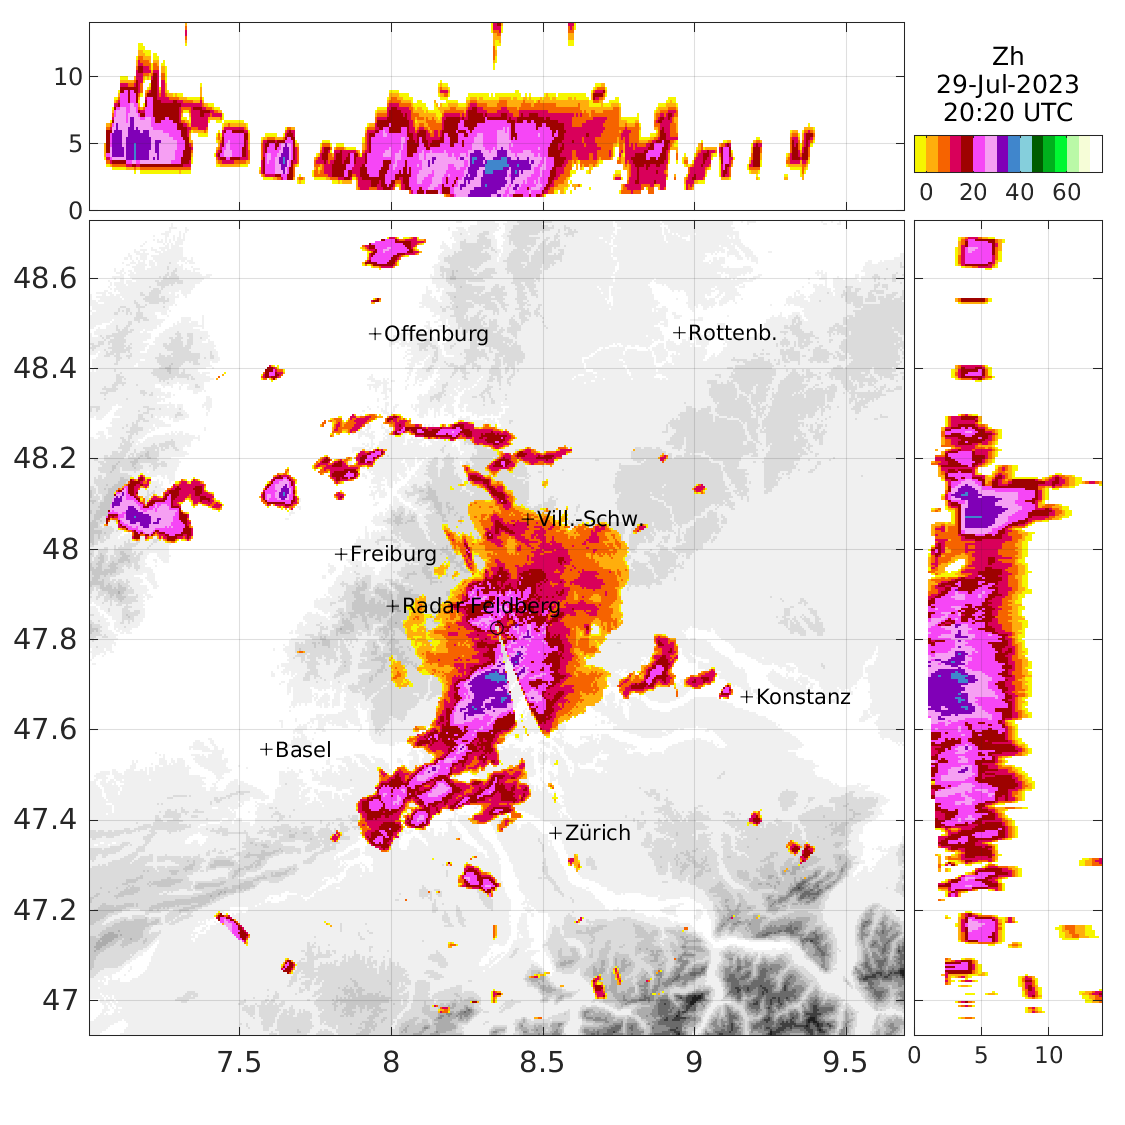 10
5
0
Zh
29-Jul-2023
20:20 UTC
0 20 40 60
48.6
48.4
48.2
48
47.8
47.6
47.4
47.2
47
+Offenburg
+Rottenb.
+Vill.-Schw.
+Freiburg
+Radar Feldberg
+Konstanz
+Basel
+Zürich
7.5 8 8.5 9 9.5
0 5 10